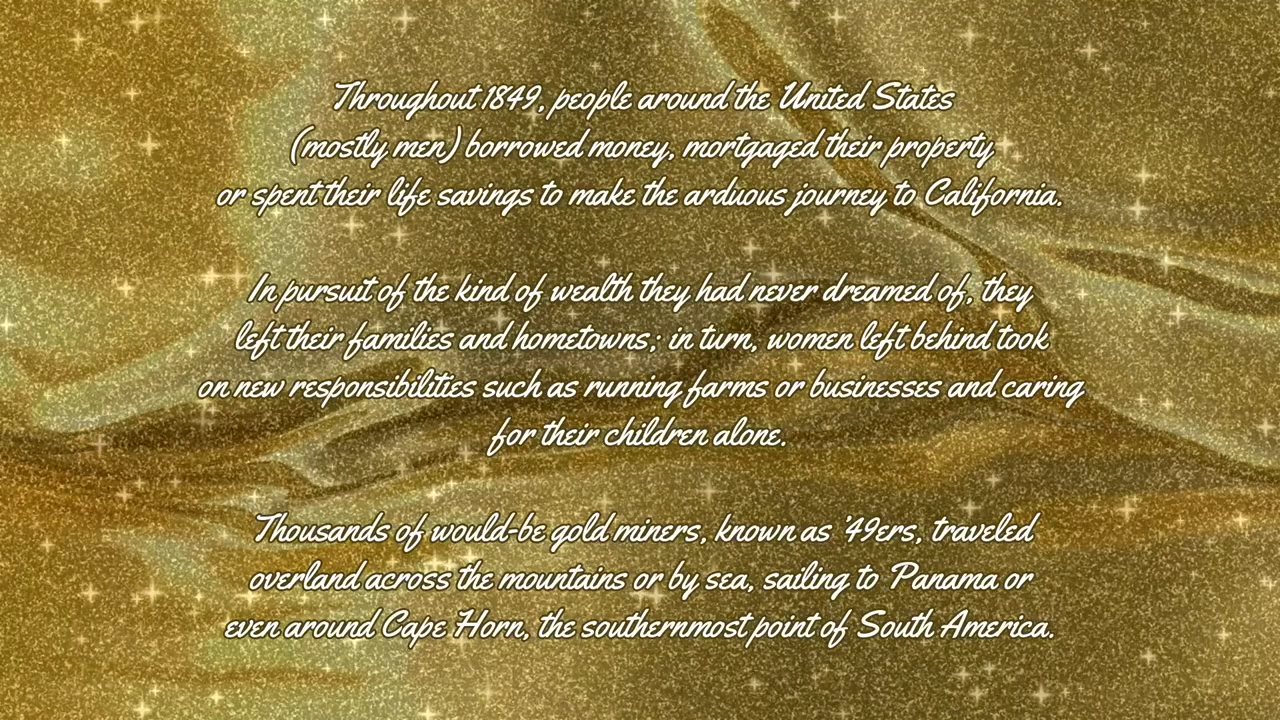 Throughout 1849, people around the United States
(mostly men) borrowed money, mortgaged their property
or spent their life savings to make the arduous journey to California.
In pursuit of the kind of wealth they had never dreamed of, they
left their families and hometowns; in turn, women left behind took
on new responsibilities such as running farms or businesses and caring
for their children alone.
Thousands of would-be gold miners, known as '49ers, traveled
overland across the mountains or by sea, sailing to Panama or
even around Cape Horn, the southernmost point of South America.